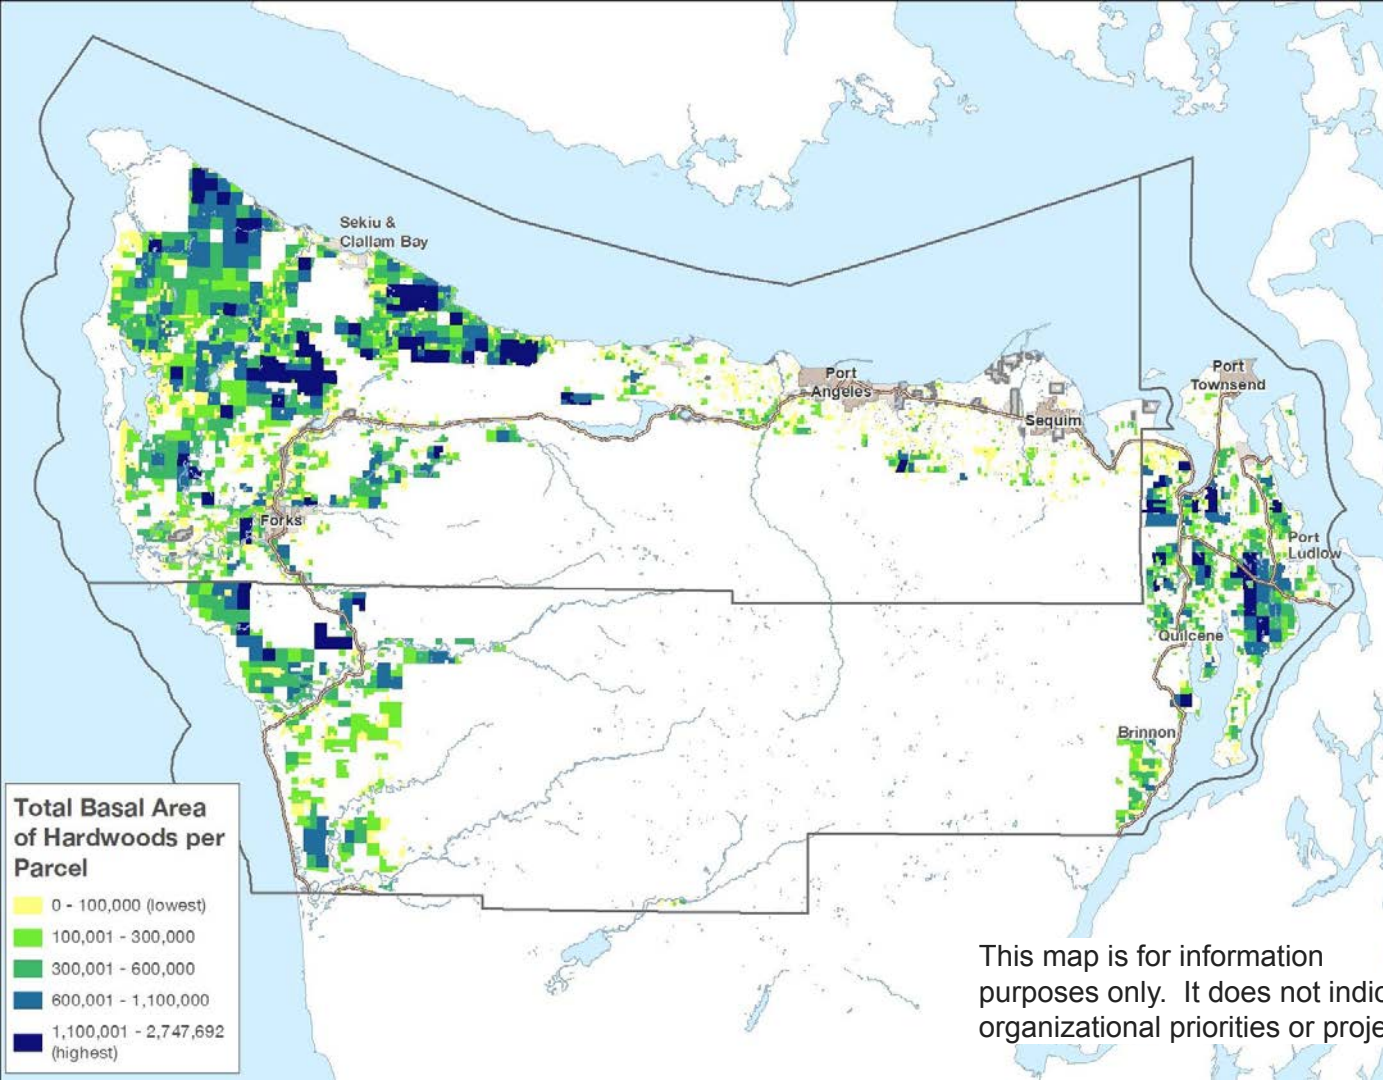 Sekiu &
Clallam Bay
Port
Angeles
Sequim
Port
Townsend
Forks
Port
Ludlow
Quilcene
Brinnon
Total Basal Area
of Hardwoods per
Parcel
0 - 100,000 (lowest)
100,001 - 300,000
300,001 - 600,000
600,001 - 1,100,000
1,100,001 - 2,747,692
(highest)
This map is for information
purposes only.  It does not indic
organizational priorities or proje